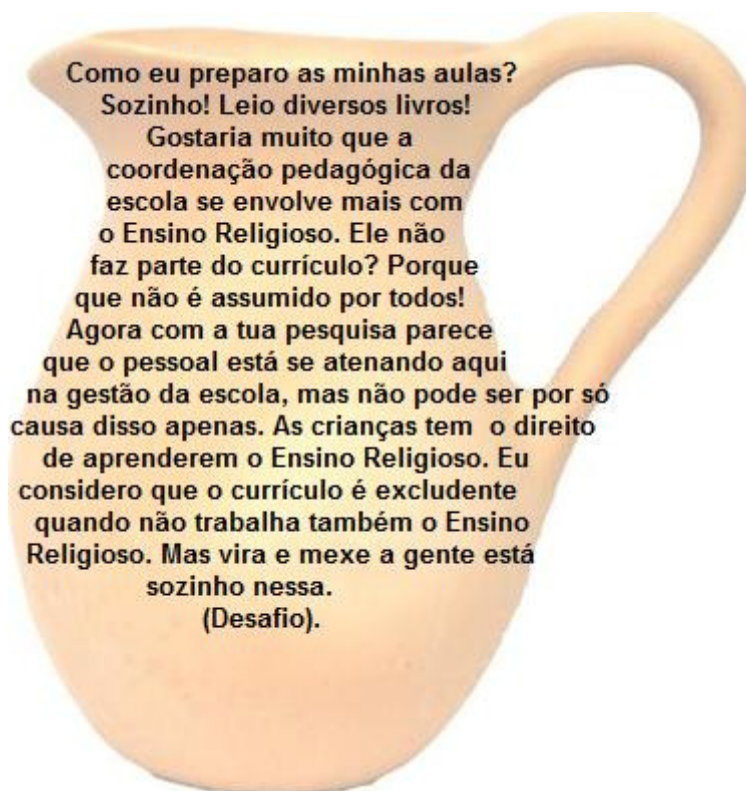 Como eu preparo as minhas aulas?
Sozinho! Leio diversos livros!
Gostaria muito que a
coordenação pedagógica da
escola se envolve mais com
o Ensino Religioso. Ele não
faz parte do currículo? Porque
que não é assumido por todos!
Agora com a tua pesquisa parece
que o pessoal está se atenando aqui
na gestão da escola, mas não pode ser por só
causa disso apenas. As crianças tem o direito
de aprenderem o Ensino Religioso. Eu
considero que o currículo é excludente
quando não trabalha também o Ensino
Religioso. Mas vira e mexe a gente está
sozinho nessa.
(Desafio).